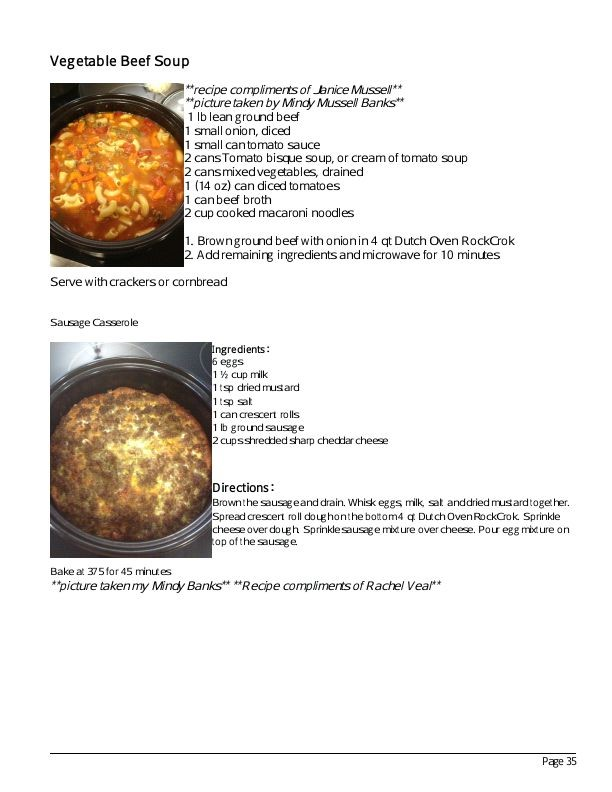 Vegetable Beef Soup
**recipe compliments of Janice Mussell**
**picture taken by Mindy Mussell Banks**
1 lb lean ground beef
1 small onion, diced
1 small can tomato sauce
2 cans Tomato bisque soup, or cream of tomato soup
2 cans mixed vegetables, drained
1 (14 oz) can diced tomatoes
1 can beef broth
2 cup cooked macaroni noodles
1. Brown ground beef with onion in 4 qt Dutch Oven RockCrok
2. Add remaining ingredients and microwave for 10 minutes
Serve with crackers or cornbread
Sausage Casserole
Ingredients:
6 eggs
1 ½ cup milk
1 tsp dried mustard
1 tsp salt
1 can crescert rolls
1 lb ground sausage
2 cups shredded sharp cheddar cheese
Directions:
Brown the sausage and drain. Whisk eggs, milk, salt and dried mustard together.
Spread crescert roll dough on the bottom 4 qt Dutch Oven RockCrok. Sprinkle
cheese over dough. Sprinkle sausage mixture over cheese. Pour egg mixture on
top of the sausage.
Bake at 375 for 45 minutes
**picture taken my Mindy Banks** **Recipe compliments of Rachel Veal**
Page 35